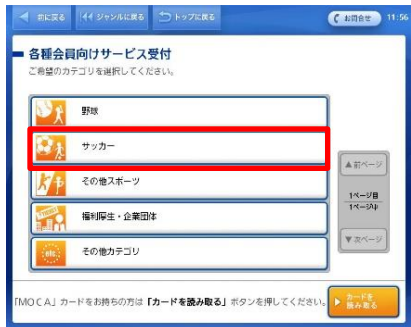 前に戻る
ジャンルに戻る
トップに戻る
お問合せ
11:56
各種会員向けサービス受付
ご希望のカテゴリを選択してください。
野球
サッカー
その他スポーツ
福利厚生・企業団体
その他カテゴリ
etc.
▲前ページ
1ページ目
1ページ中
▼次ページ
「MOCA」カードをお持ちの方は「カードを読み取る」ボタンを押してください。
カードを
読み取る